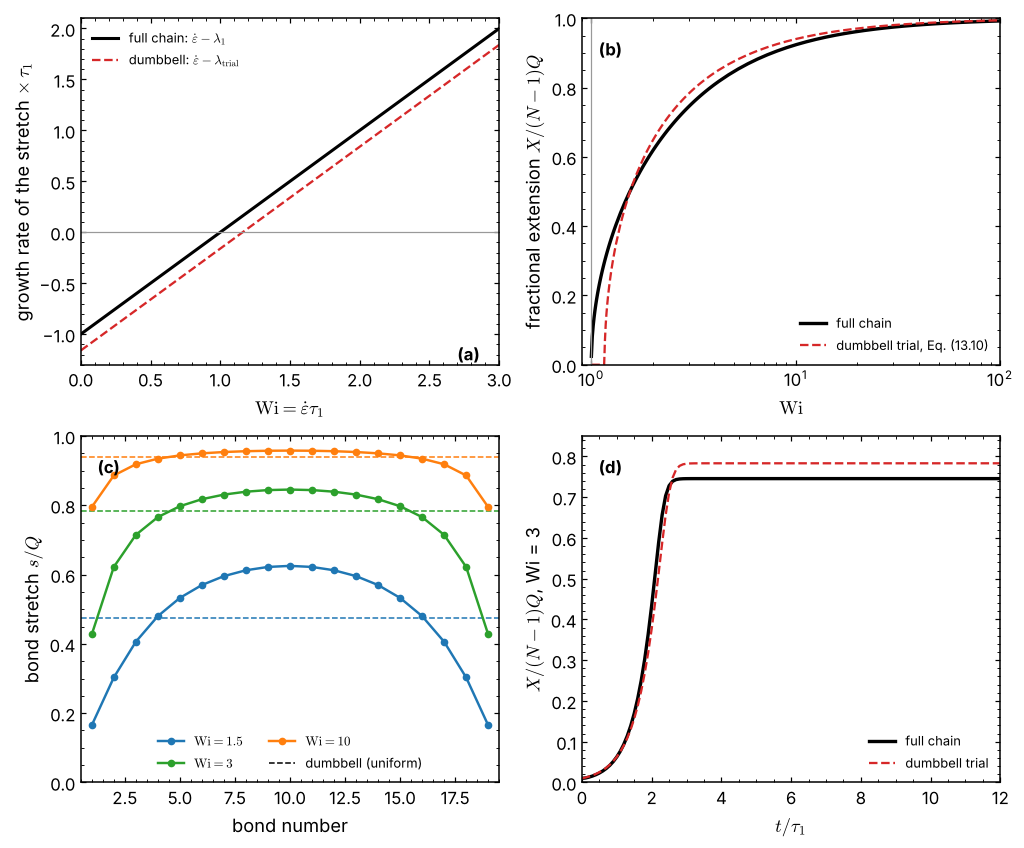 2.0
1.5
1.0
0.5
0.0
−0.5
−1.0
growth rate of the stretch × τ₁
full chain: ε̇ − λ₁
dumbbell: ε̇ − λtrial
(a)
0.0 0.5 1.0 1.5 2.0 2.5 3.0
Wi = ε̇τ₁
1.0
0.8
0.6
0.4
0.2
0.0
fractional extension X/(N − 1)Q
(b)
full chain
dumbbell trial, Eq. (13.10)
10⁰ 10¹ 10²
Wi
1.0
0.8
0.6
0.4
0.2
0.0
bond stretch s/Q
(c)
Wi = 1.5 Wi = 10
Wi = 3 dumbbell (uniform)
2.5 5.0 7.5 10.0 12.5 15.0 17.5
bond number
0.8
0.7
0.6
0.5
0.4
0.3
0.2
0.1
0.0
X/(N − 1)Q, Wi = 3
(d)
full chain
dumbbell trial
0 2 4 6 8 10 12
t/τ₁